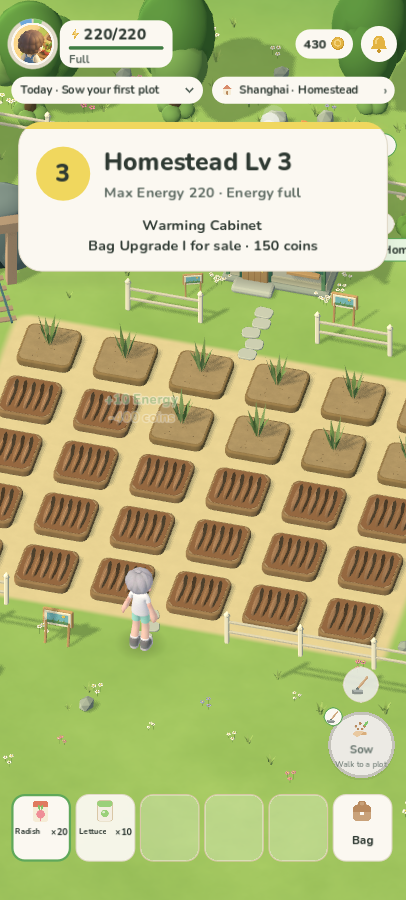 220/220
Full
430
Today · Sow your first plot
Shanghai · Homestead
3
Homestead Lv 3
Max Energy 220 · Energy full
Warming Cabinet
Bag Upgrade I for sale · 150 coins
Hom
Sow
Walk to a plot
Radish ×20
Lettuce ×10
Bag